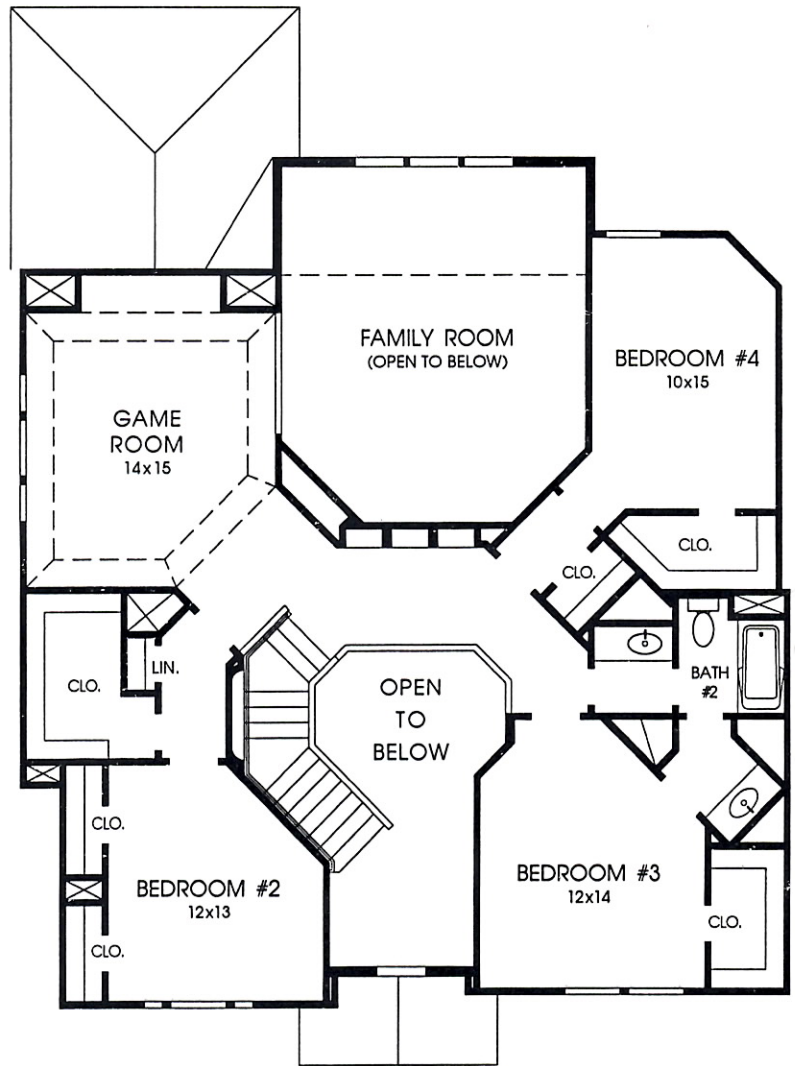 FAMILY ROOM
(OPEN TO BELOW)
BEDROOM #4
10x15
GAME
ROOM
14x15
CLO.
CLO.
LIN.
CLO.
BATH
#2
OPEN
TO
BELOW
CLO.
BEDROOM #2
12x13
CLO.
BEDROOM #3
12x14
CLO.